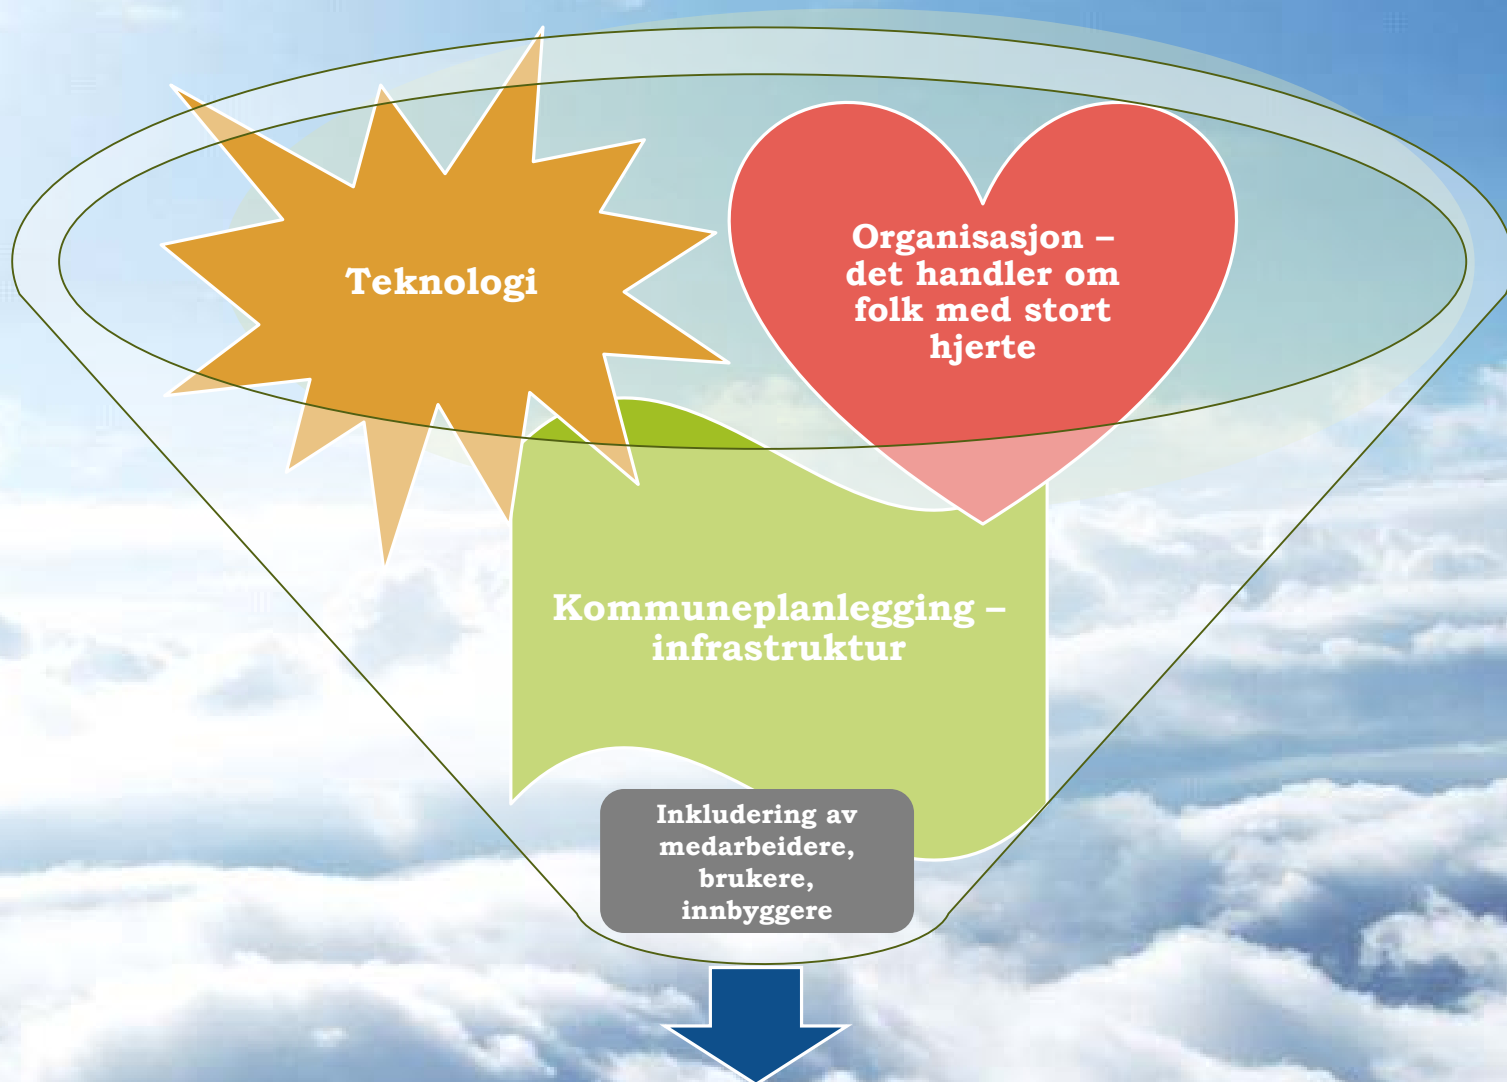 Teknologi
Organisasjon –
det handler om
folk med stort
hjerte
Kommuneplanlegging –
infrastruktur
Inkludering av
medarbeidere,
brukere,
innbyggere